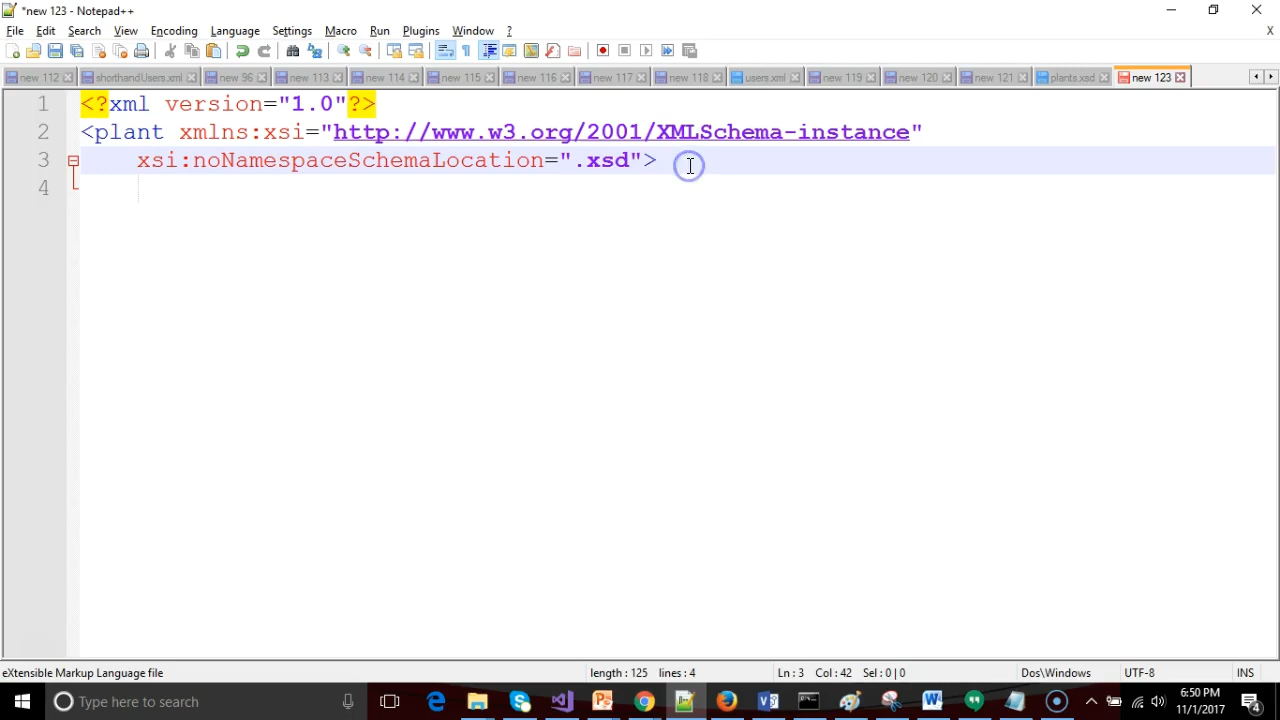 *new 123 - Notepad++
File Edit Search View Encoding Language Settings Macro Run Plugins Window ? X
new 112 shorthandUsers.xml new 96 new 113 new 114 new 115 new 116 new 117 new 118 users.xml new 119 new 120 new 121 plants.xsd new 123
1 <?xml version="1.0"?>
2 <plant xmlns:xsi="http://www.w3.org/2001/XMLSchema-instance"
3 xsi:noNamespaceSchemaLocation=".xsd">
4
eXtensible Markup Language file length : 125 lines : 4 Ln : 3 Col : 42 Sel : 0 | 0 Dos\Windows UTF-8 INS
Type here to search
6:50 PM
11/1/2017
4